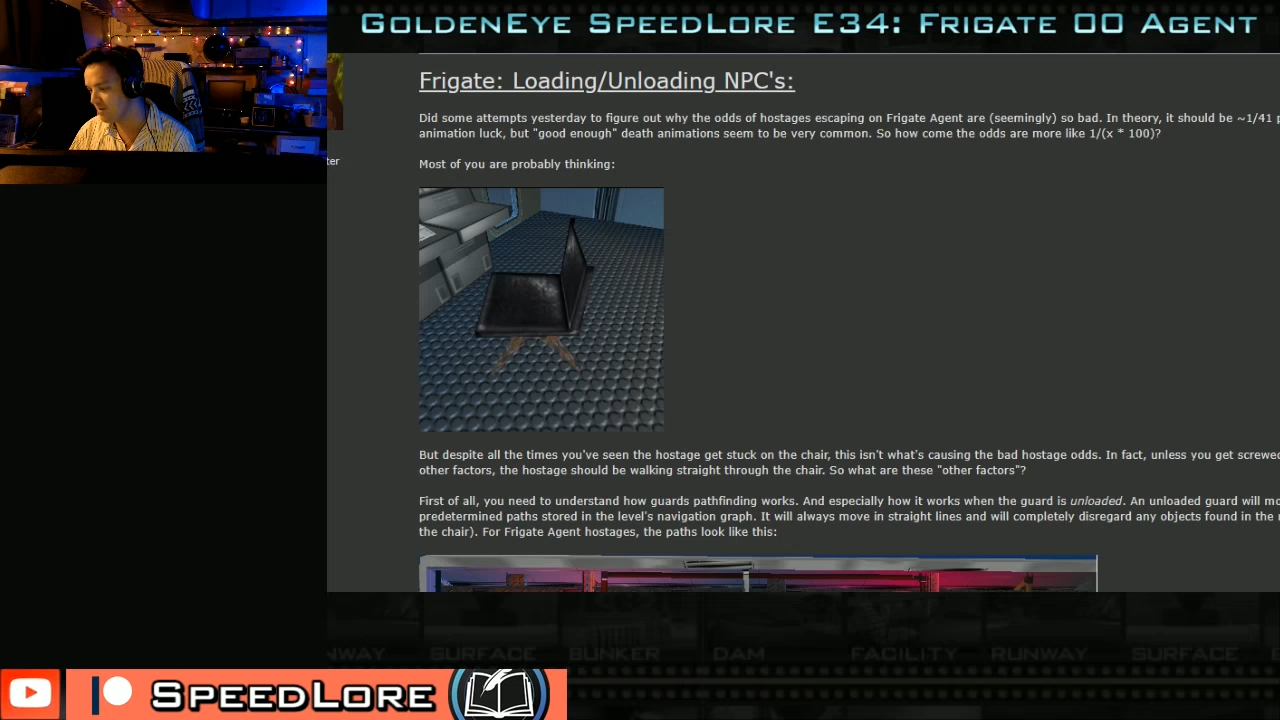 GoldenEye SpeedLore E34: Frigate 00 Agent
Frigate: Loading/Unloading NPC's:
Did some attempts yesterday to figure out why the odds of hostages escaping on Frigate Agent are (seemingly) so bad. In theory, it should be ~1/41 p
animation luck, but "good enough" death animations seem to be very common. So how come the odds are more like 1/(x * 100)?
ter
Most of you are probably thinking:
But despite all the times you've seen the hostage get stuck on the chair, this isn't what's causing the bad hostage odds. In fact, unless you get screwed
other factors, the hostage should be walking straight through the chair. So what are these "other factors"?
First of all, you need to understand how guards pathfinding works. And especially how it works when the guard is unloaded. An unloaded guard will mo
predetermined paths stored in the level's navigation graph. It will always move in straight lines and will completely disregard any objects found in the
the chair). For Frigate Agent hostages, the paths look like this:
NWAY SURFACE BUNKER DAM FACILITY RUNWAY SURFACE
SpeedLore